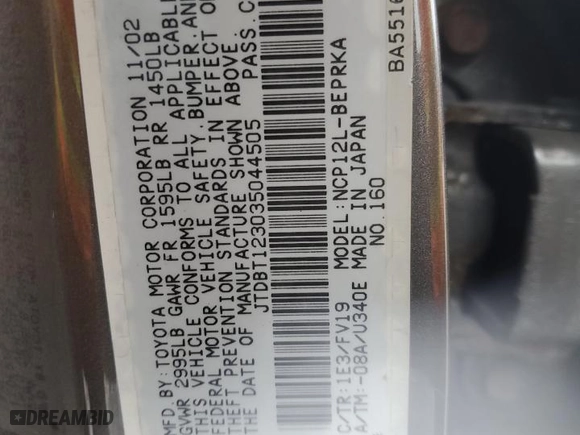 MFD.BY:TOYOTA MOTOR CORPORATION 11/02
GVWR 2995LB GAWR FR 1595LB RR 1450LB
THIS VEHICLE CONFORMS TO ALL APPLICABLE
FEDERAL MOTOR VEHICLE SAFETY,BUMPER,AND
THEFT PREVENTION STANDARDS IN EFFECT ON
THE DATE OF MANUFACTURE SHOWN ABOVE.
JTDBT123035044505 PASS.C
C/TR:1E3/FV19 MODEL:NCP12L-BEPRKA
A/TM:-08A/U340E MADE IN JAPAN
NO.160
BA5516
DREAMBID